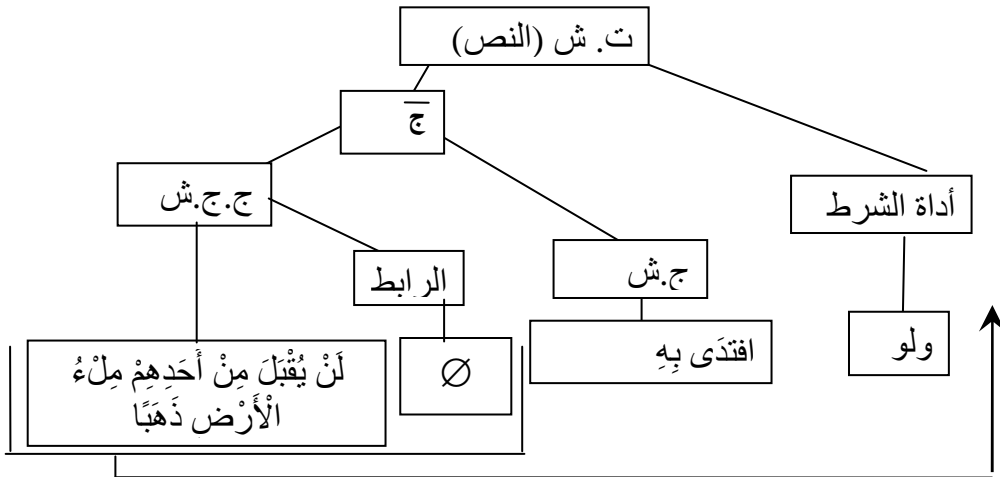 ت. ش (النص)
ج̅
أداة الشرط
ج.ج.ش
ج.ش
الرابط
ولو
افتدَى بِهِ
∅
لَنْ يُقْبَلَ مِنْ أَحَدِهِمْ مِلْءُ
الْأَرْض ذَهَبًا